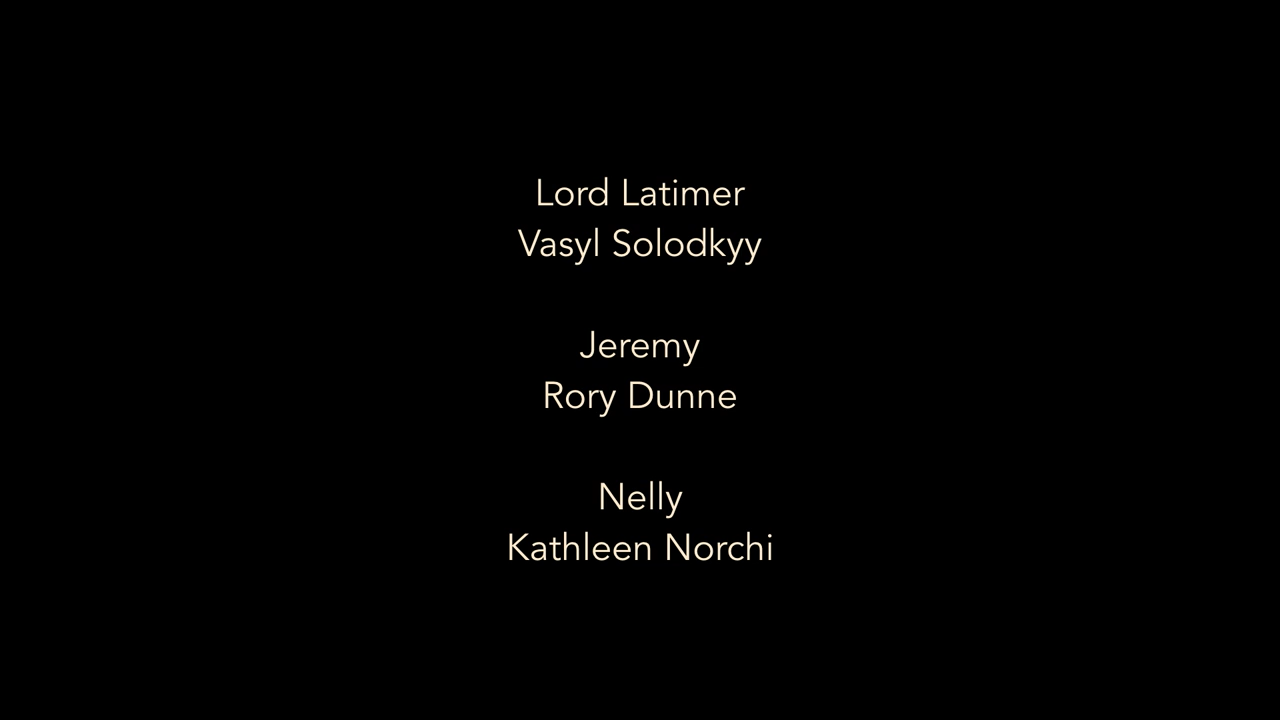 Lord Latimer
Vasyl Solodkyy
Jeremy
Rory Dunne
Nelly
Kathleen Norchi